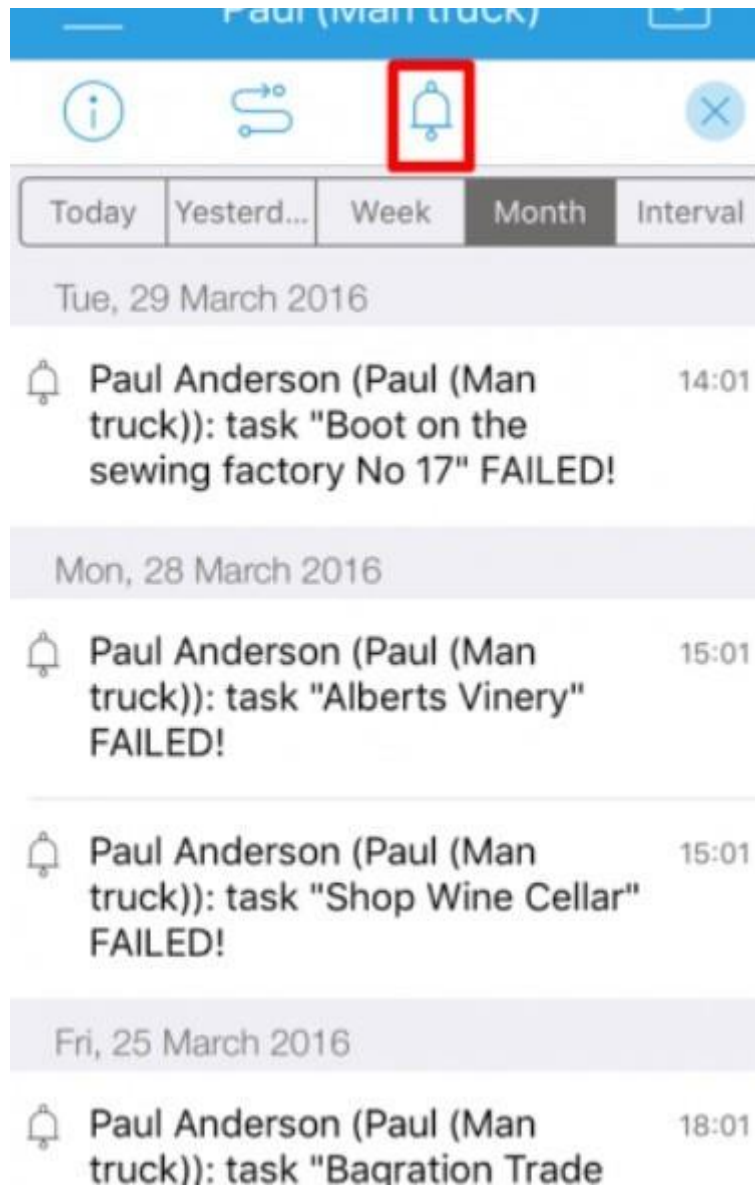 Paul (Man truck)
Today Yesterd... Week Month Interval
Tue, 29 March 2016
Paul Anderson (Paul (Man 14:01
truck)): task "Boot on the
sewing factory No 17" FAILED!
Mon, 28 March 2016
Paul Anderson (Paul (Man 15:01
truck)): task "Alberts Vinery"
FAILED!
Paul Anderson (Paul (Man 15:01
truck)): task "Shop Wine Cellar"
FAILED!
Fri, 25 March 2016
Paul Anderson (Paul (Man 18:01
truck)): task "Bagration Trade